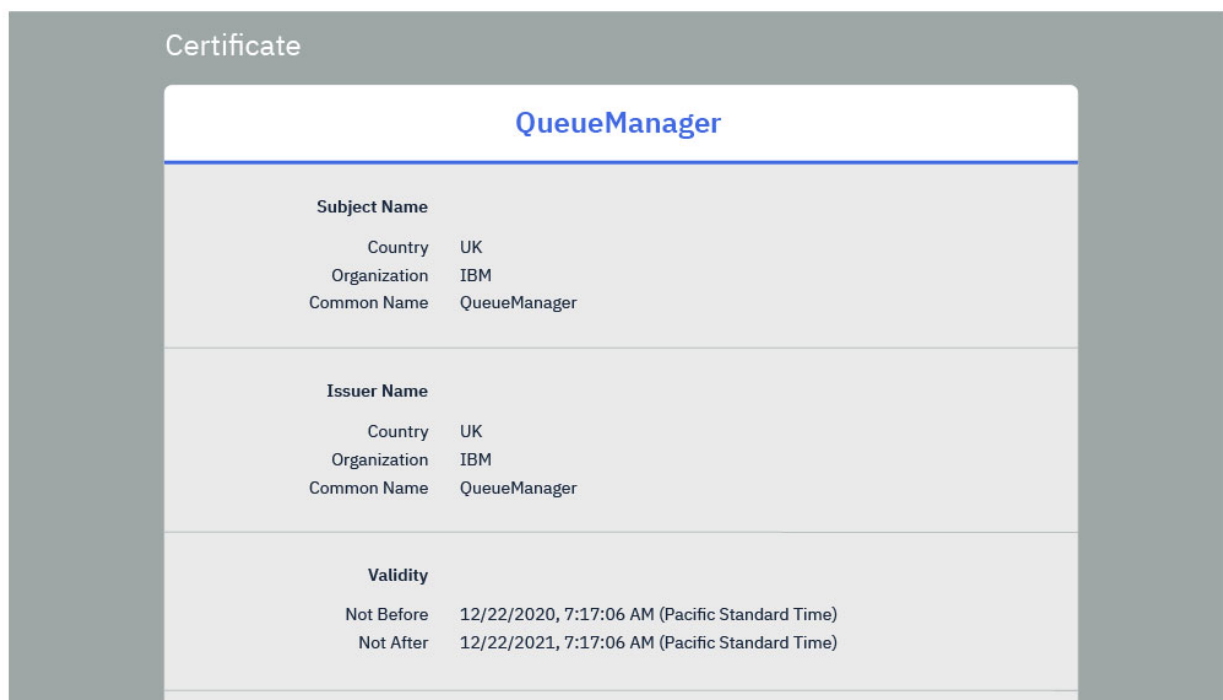 Certificate
QueueManager
Subject Name
Country UK
Organization IBM
Common Name QueueManager
Issuer Name
Country UK
Organization IBM
Common Name QueueManager
Validity
Not Before 12/22/2020, 7:17:06 AM (Pacific Standard Time)
Not After 12/22/2021, 7:17:06 AM (Pacific Standard Time)